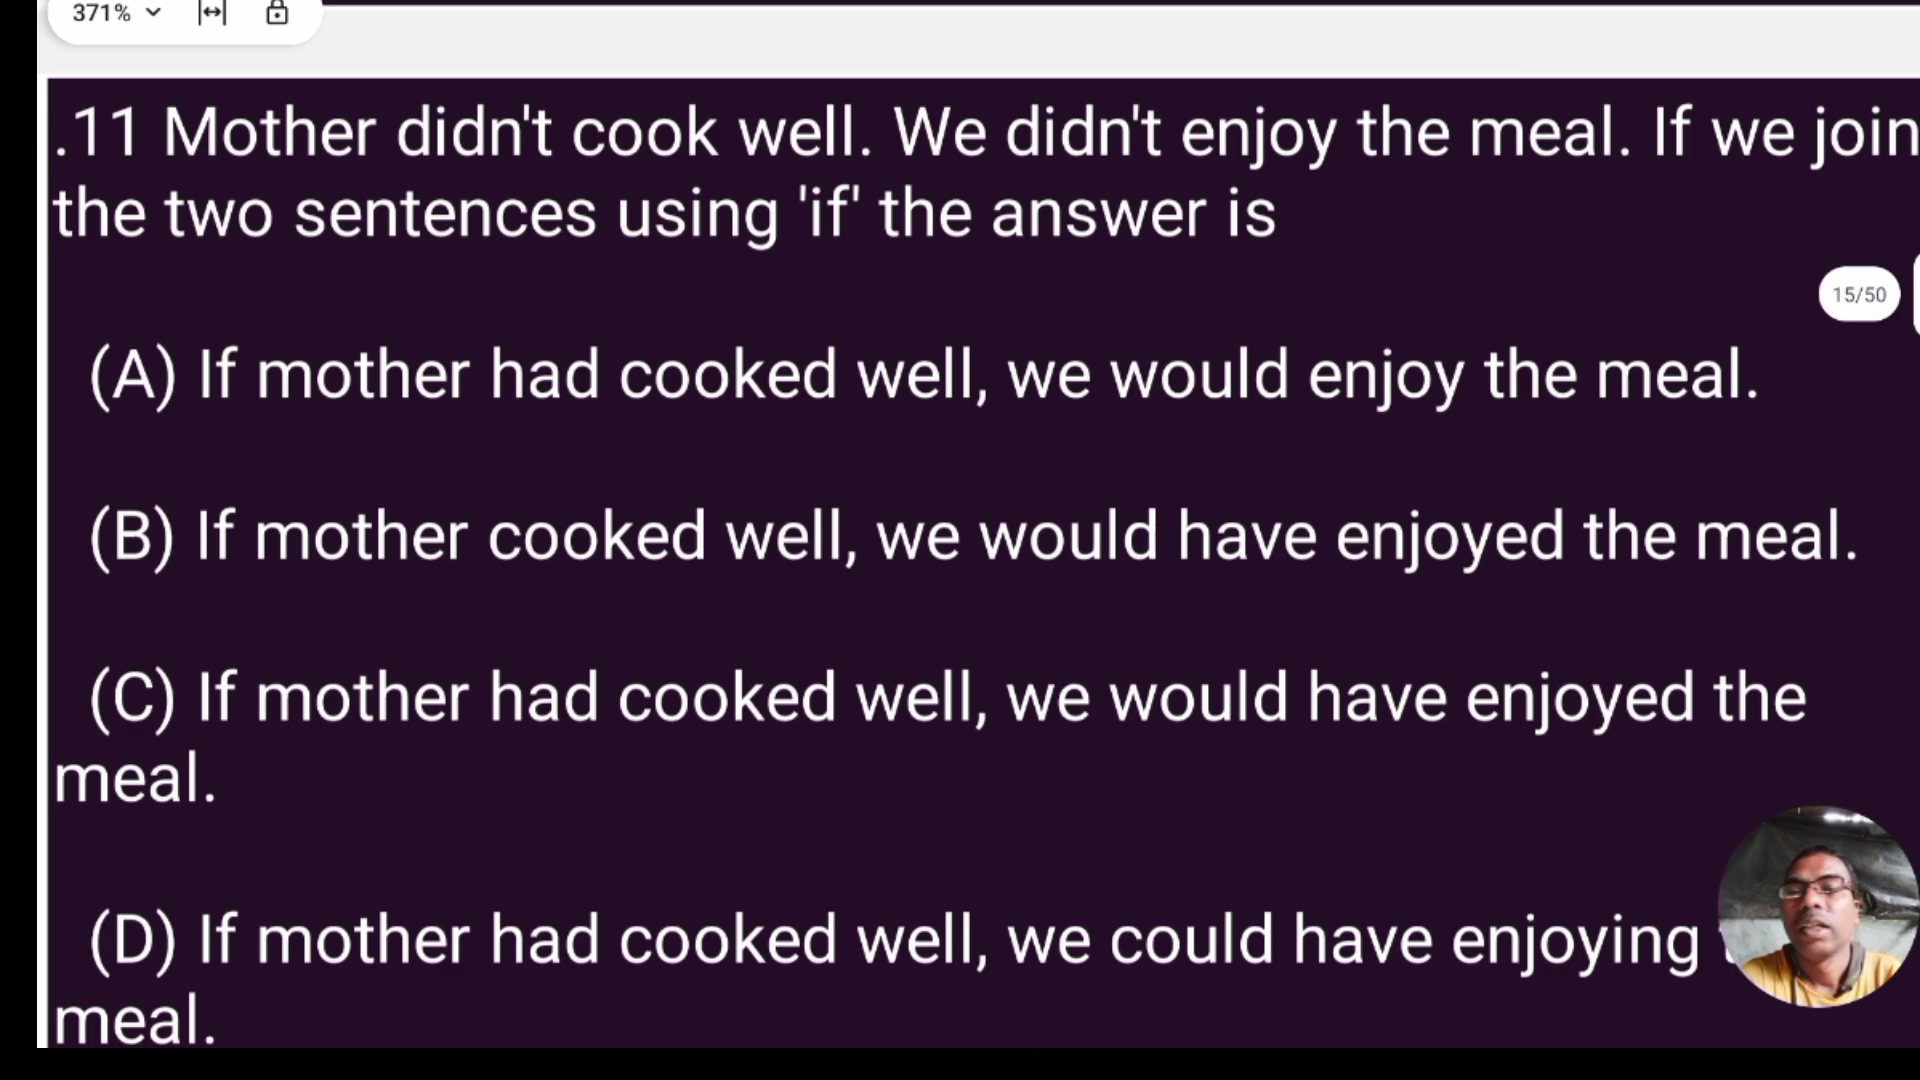 371%
.11 Mother didn't cook well. We didn't enjoy the meal. If we join
the two sentences using 'if' the answer is
15/50
(A) If mother had cooked well, we would enjoy the meal.
(B) If mother cooked well, we would have enjoyed the meal.
(C) If mother had cooked well, we would have enjoyed the
meal.
(D) If mother had cooked well, we could have enjoying
meal.